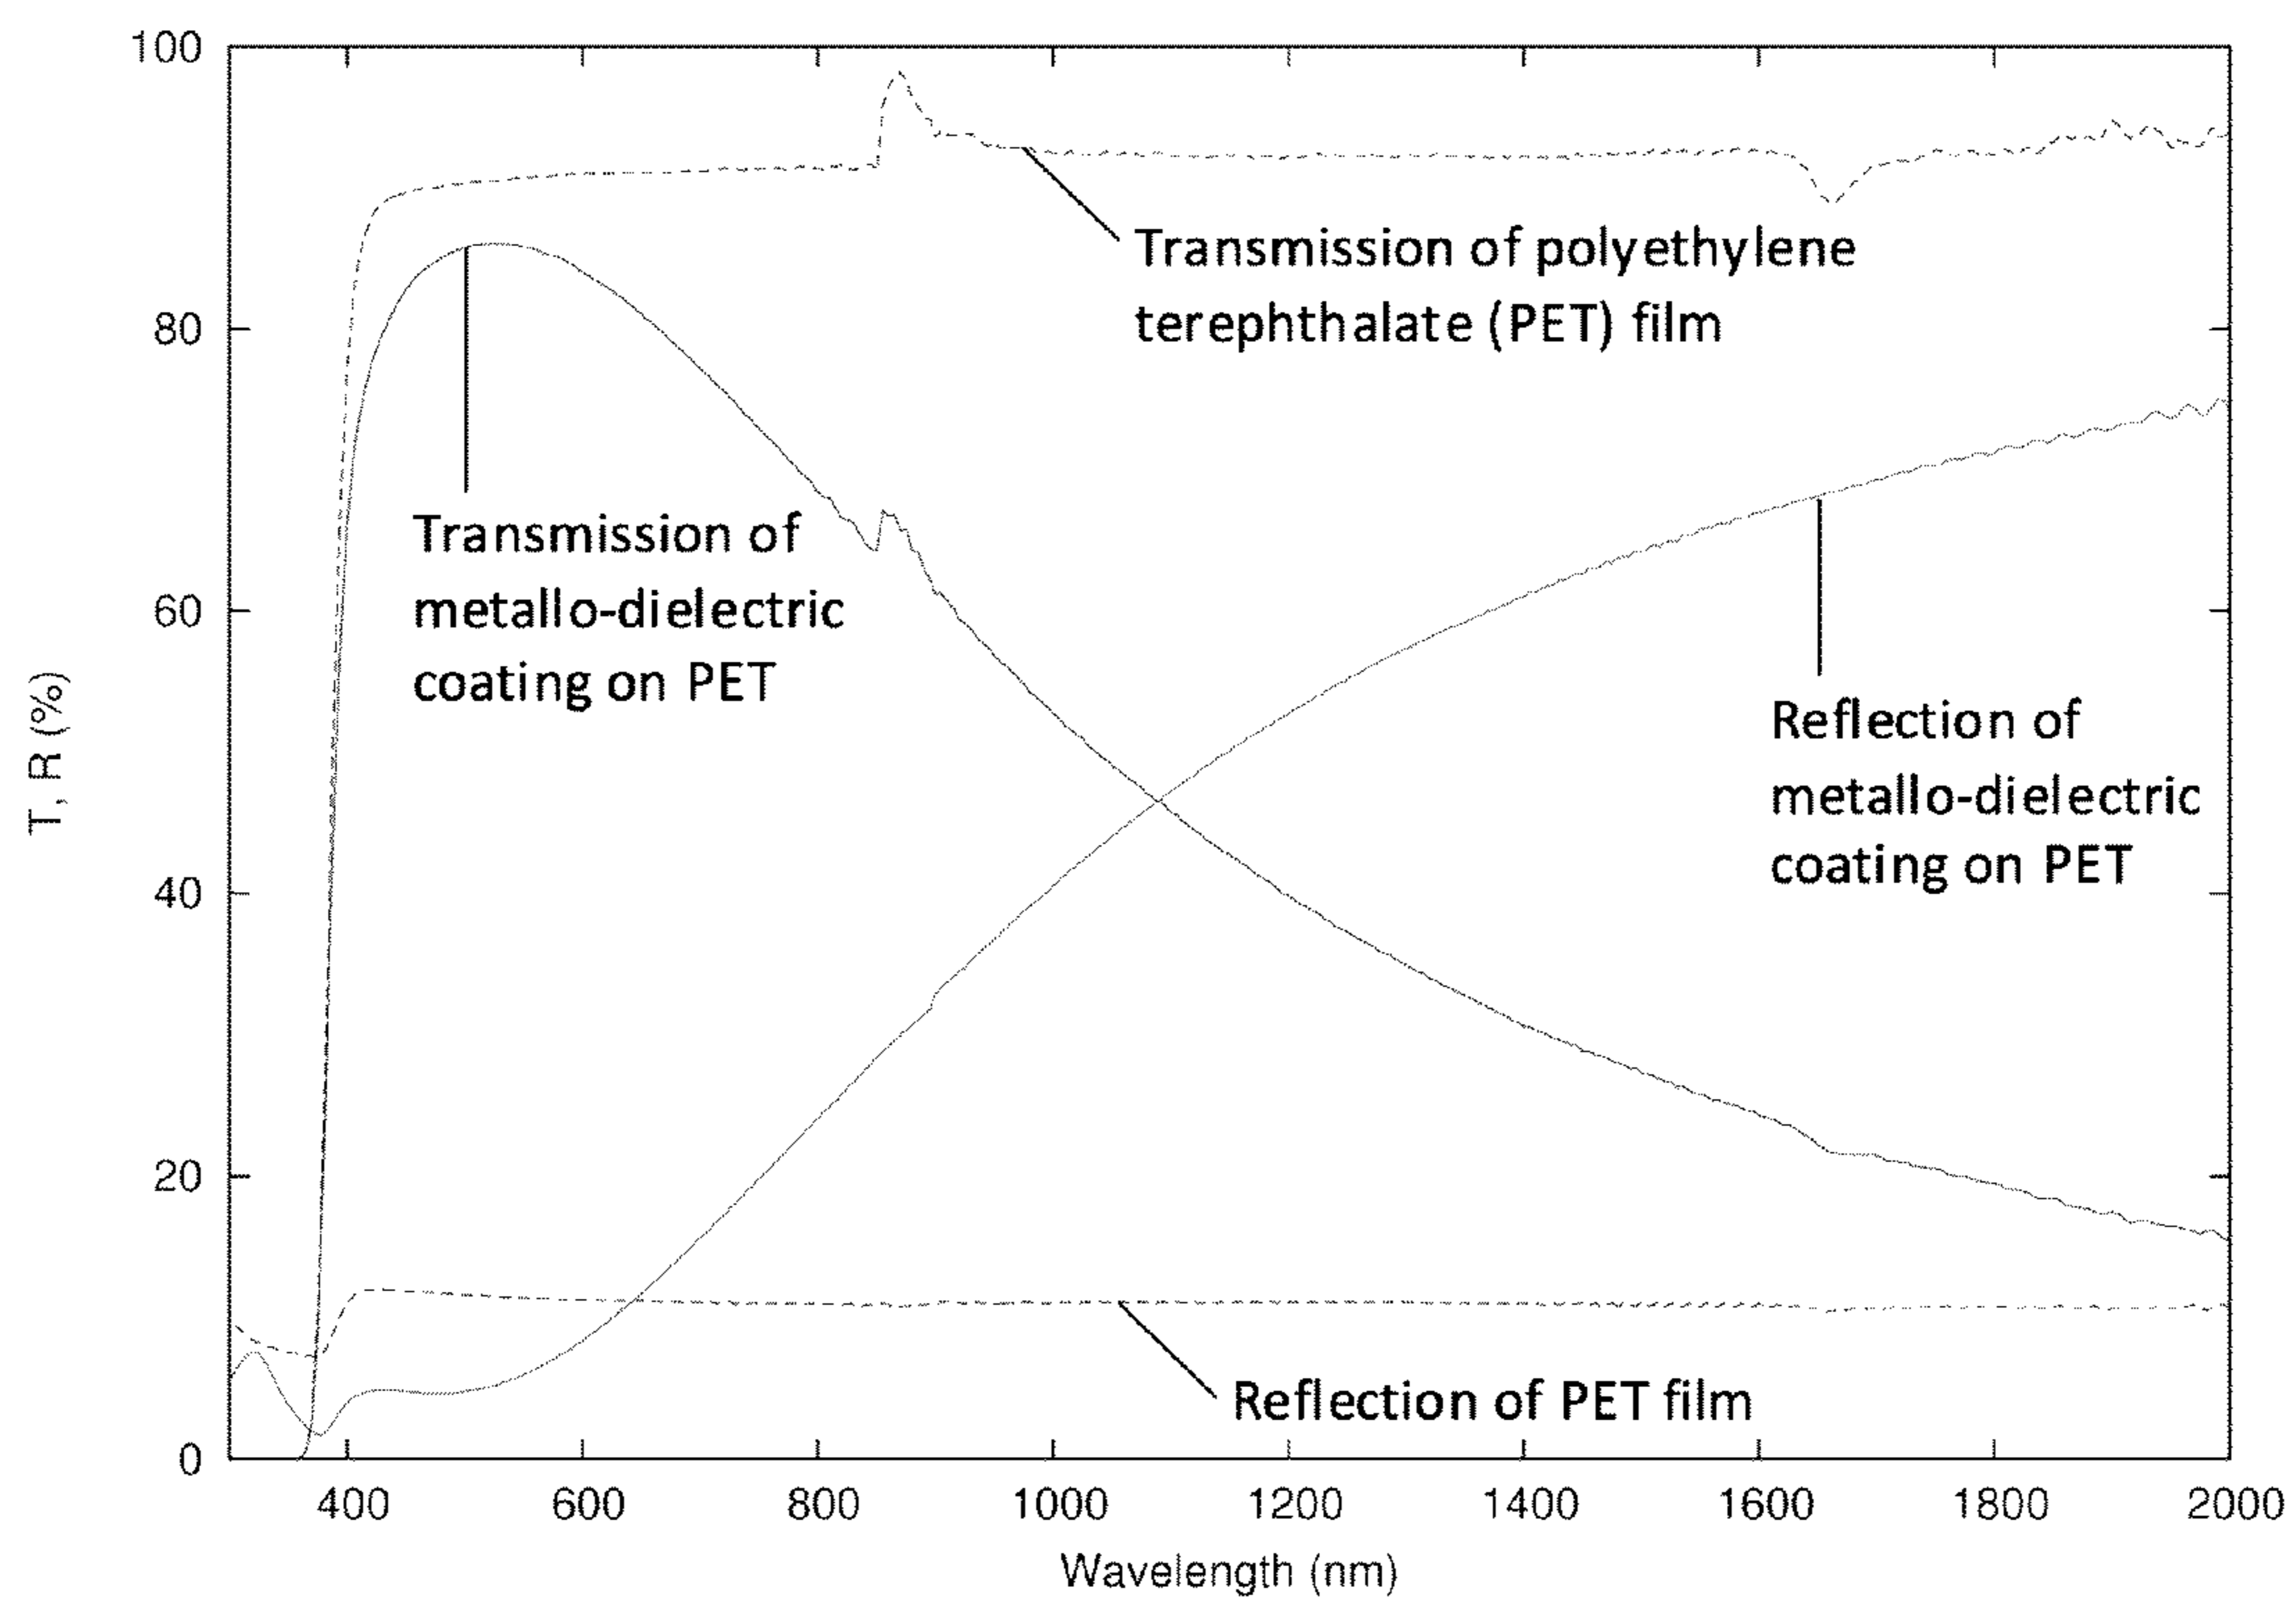 100
80
60
40
20
0
T, R (%)
Transmission of polyethylene
terephthalate (PET) film
Transmission of
metallo-dielectric
coating on PET
Reflection of
metallo-dielectric
coating on PET
Reflection of PET film
400 600 800 1000 1200 1400 1600 1800 2000
Wavelength (nm)